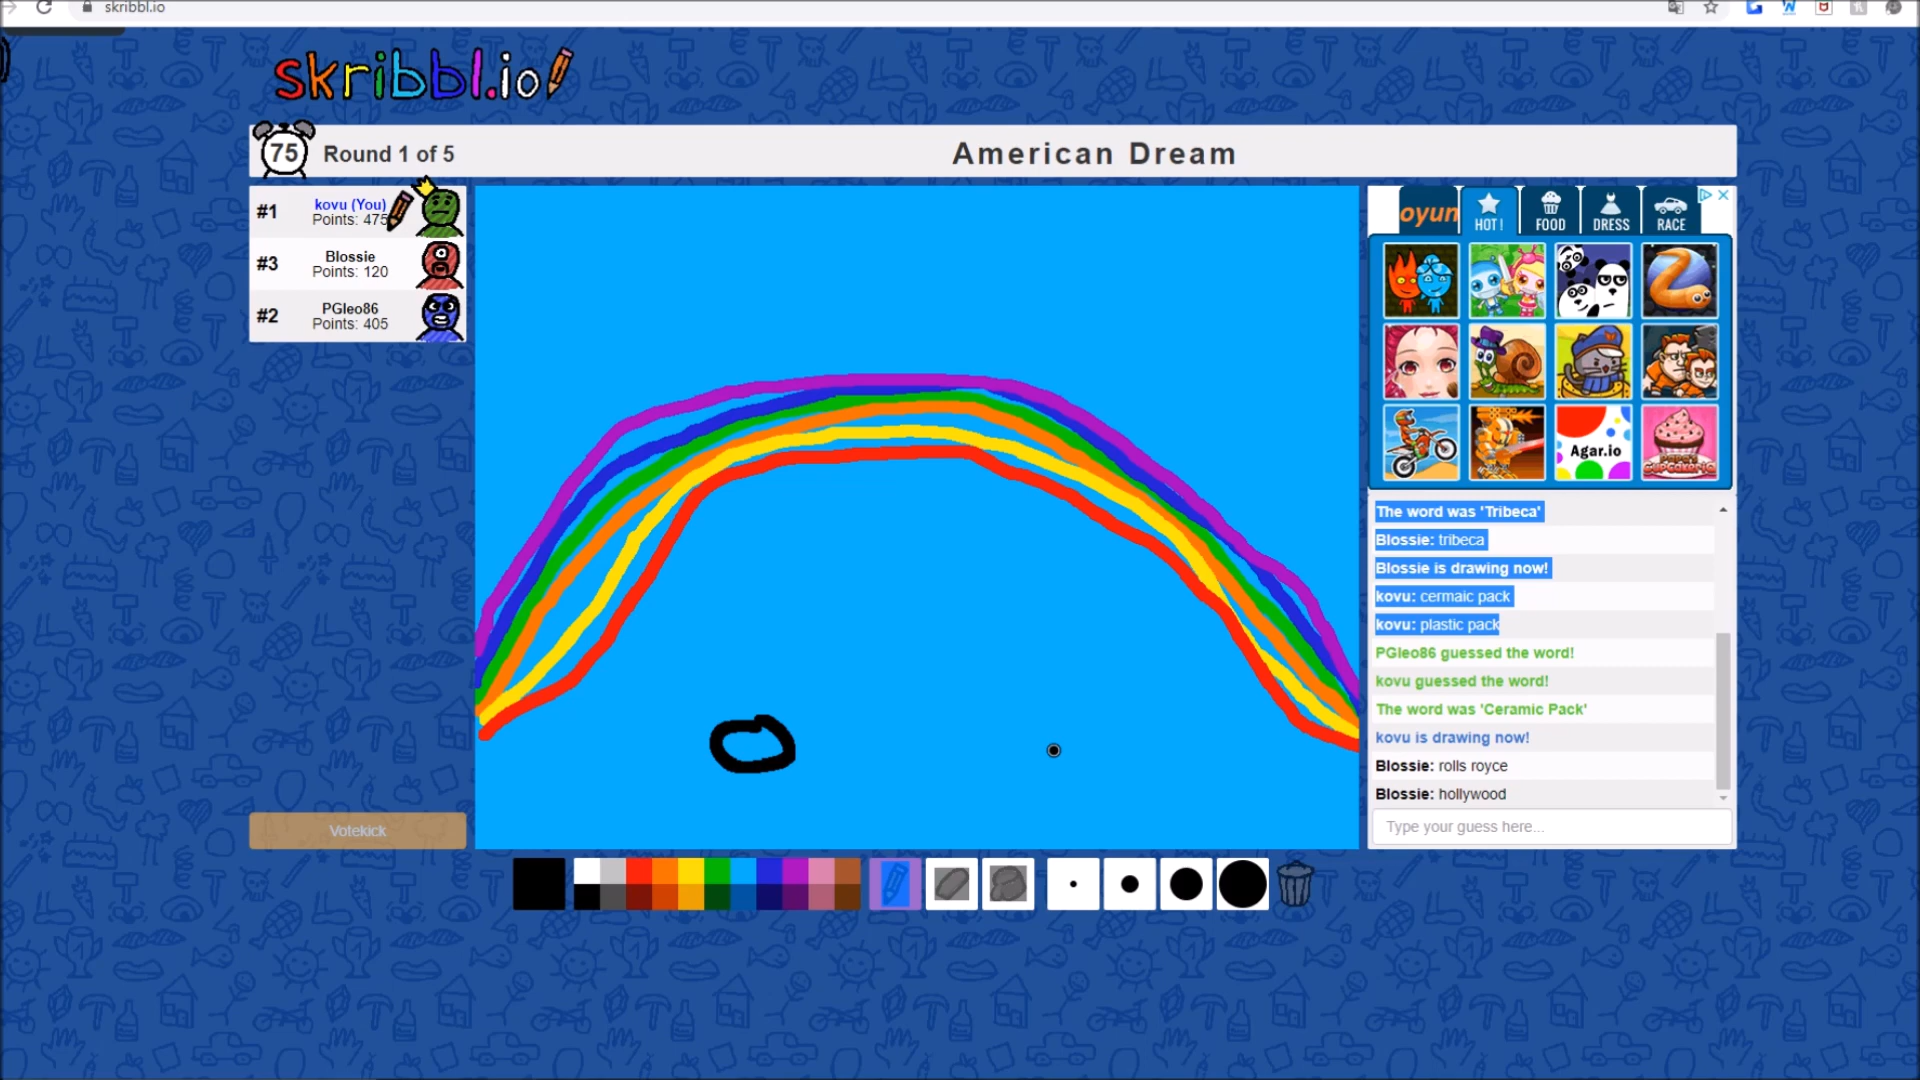 skribbl.io
skribbl.io
75
Round 1 of 5
American Dream
#1
kovu (You)
Points: 475
#3
Blossie
Points: 120
#2
PGleo86
Points: 405
oyun
HOT!
FOOD
DRESS
RACE
Agar.io
The word was 'Tribeca'
Blossie: tribeca
Blossie is drawing now!
kovu: cermaic pack
kovu: plastic pack
PGleo86 guessed the word!
kovu guessed the word!
The word was 'Ceramic Pack'
kovu is drawing now!
Blossie: rolls royce
Blossie: hollywood
Type your guess here...
Votekick